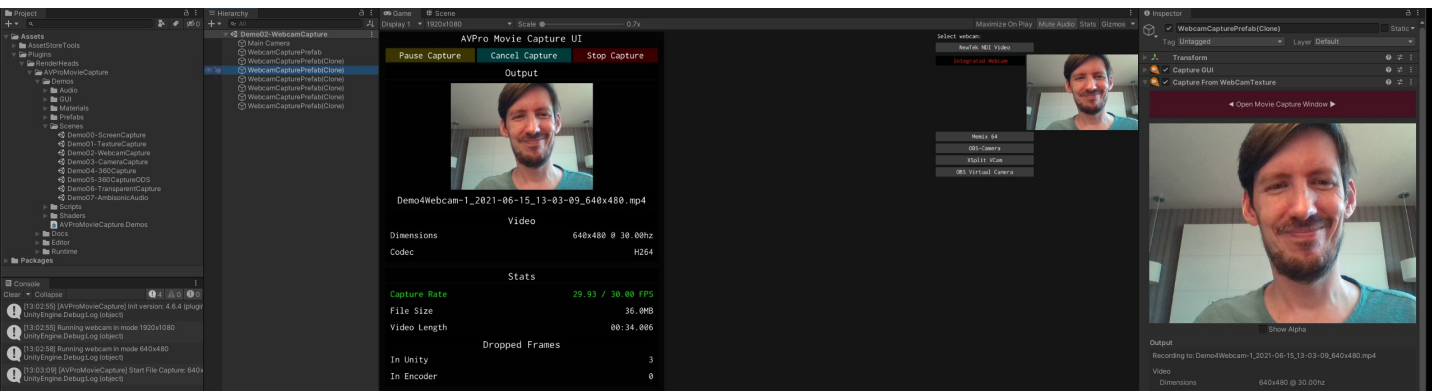 Project
Assets
AssetStoreTools
Plugins
RenderHeads
AVProMovieCapture
Demos
Audio
GUI
Materials
Prefabs
Scenes
Demo00-ScreenCapture
Demo01-TextureCapture
Demo02-WebcamCapture
Demo03-CameraCapture
Demo04-360Capture
Demo05-360CaptureODS
Demo06-TransparentCapture
Demo07-AmbisonicAudio
Scripts
Shaders
AVProMovieCapture.Demos
Docs
Editor
Runtime
Packages
Console
Clear Collapse 4 0 0
[13:02:55] [AVProMovieCapture] Init version: 4.6.4 (plugin
UnityEngine.Debug:Log (object)
[13:02:55] Running webcam in mode 1920x1080
UnityEngine.Debug:Log (object)
[13:02:58] Running webcam in mode 640x480
UnityEngine.Debug:Log (object)
[13:03:09] [AVProMovieCapture] Start File Capture: 640x
UnityEngine.Debug:Log (object)
Hierarchy
All
Demo02-WebcamCapture
Main Camera
WebcamCapturePrefab
WebcamCapturePrefab(Clone)
WebcamCapturePrefab(Clone)
WebcamCapturePrefab(Clone)
WebcamCapturePrefab(Clone)
WebcamCapturePrefab(Clone)
WebcamCapturePrefab(Clone)
Game Scene
Display 1 1920x1080 Scale 0.7x Maximize On Play Mute Audio Stats Gizmos
AVPro Movie Capture UI
Pause Capture Cancel Capture Stop Capture
Output
Demo4Webcam-1_2021-06-15_13-03-09_640x480.mp4
Video
Dimensions 640x480 @ 30.00hz
Codec H264
Stats
Capture Rate 29.93 / 30.00 FPS
File Size 36.0MB
Video Length 00:34.006
Dropped Frames
In Unity 3
In Encoder 0
Select webcam:
NewTek NDI Video
Integrated Webcam
Memix 64
OBS-Camera
XSplit VCam
OBS Virtual Camera
Inspector
WebcamCapturePrefab(Clone) Static
Tag Untagged Layer Default
Transform
Capture GUI
Capture From WebCamTexture
◄ Open Movie Capture Window ►
Show Alpha
Output
Recording to: Demo4Webcam-1_2021-06-15_13-03-09_640x480.mp4
Video
Dimensions 640x480 @ 30.00hz